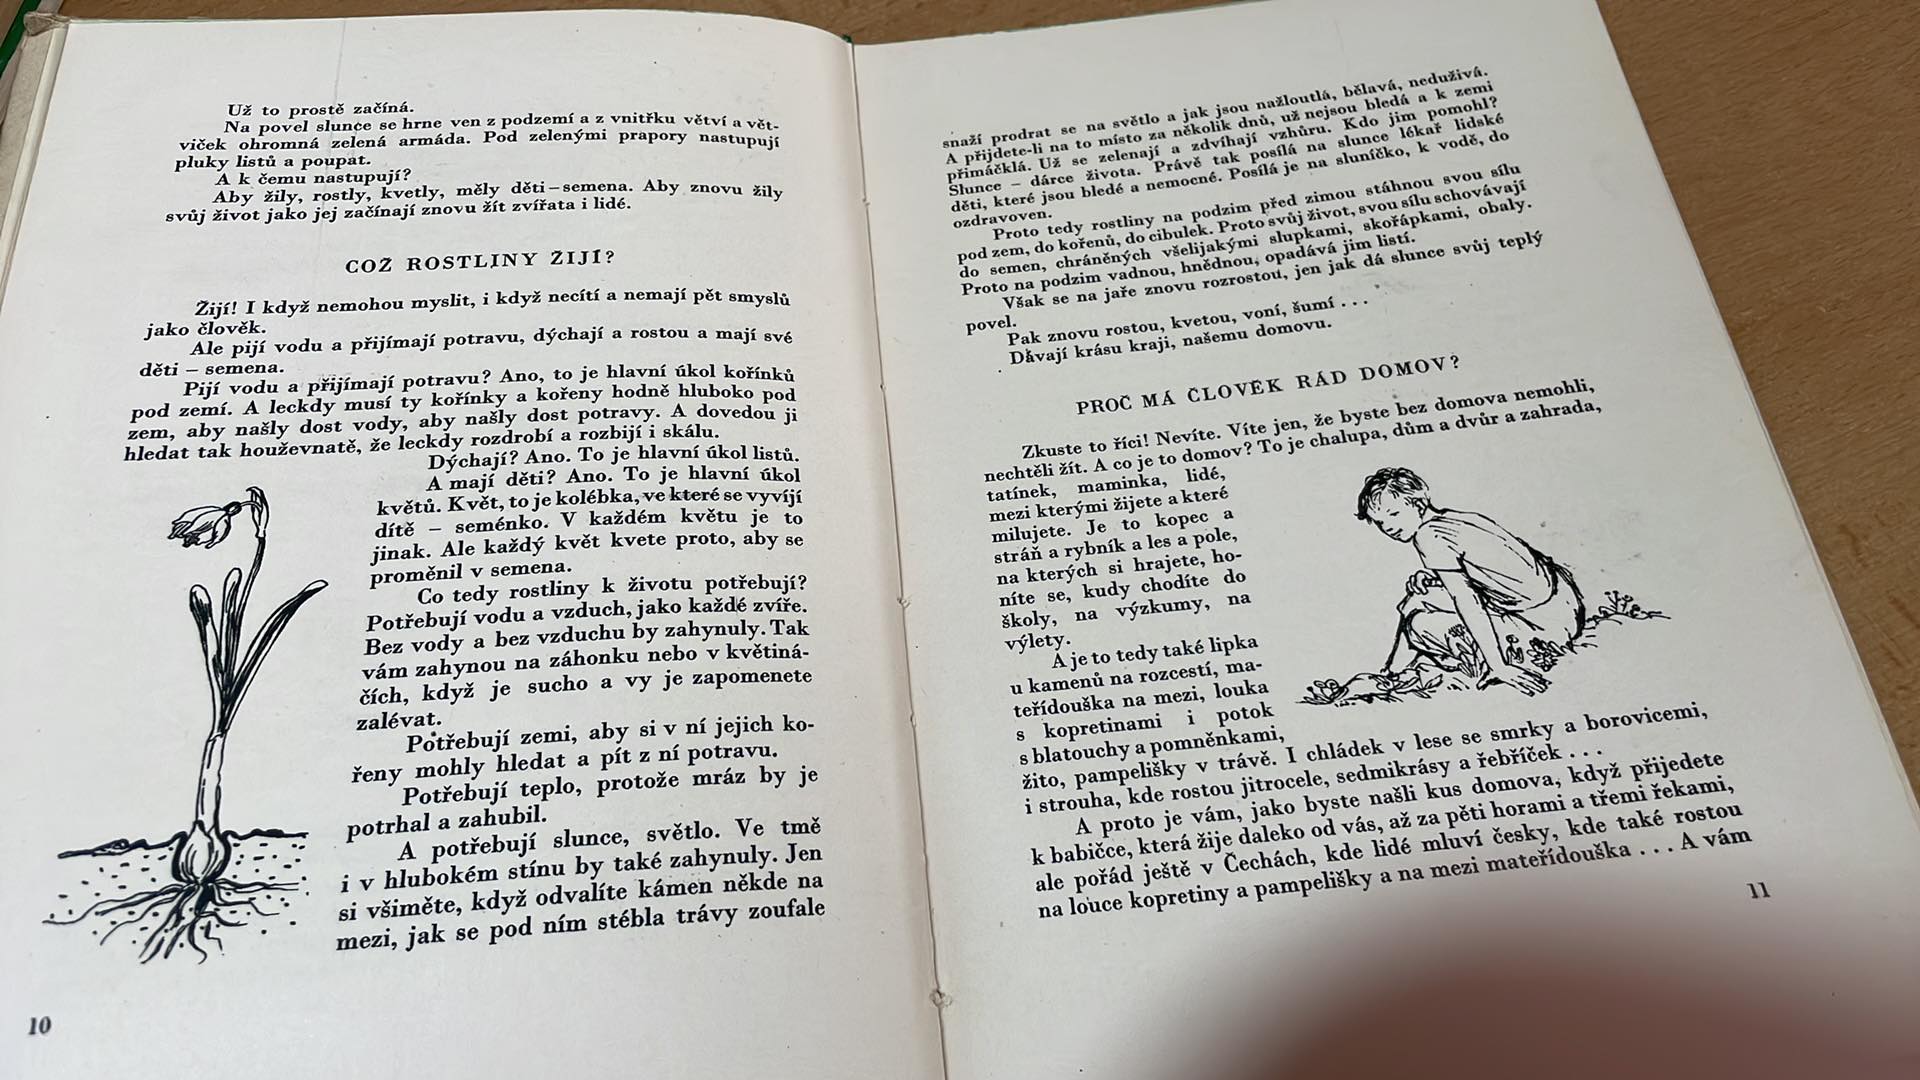 Už to prostě začíná.
Na povel slunce se hrne ven z podzemí a z vnitřku větví a vět-
viček ohromná zelená armáda. Pod zelenými prapory nastupují
pluky listů a poupat.
A k čemu nastupují?
Aby žily, rostly, kvetly, měly děti – semena. Aby znovu žily
svůj život jako jej začínají znovu žít zvířata i lidé.
COŽ ROSTLINY ŽIJÍ?
Žijí! I když nemohou myslit, i když necítí a nemají pět smyslů
jako člověk.
Ale pijí vodu a přijímají potravu, dýchají a rostou a mají své
děti – semena.
Pijí vodu a přijímají potravu? Ano, to je hlavní úkol kořínků
pod zemí. A leckdy musí ty kořínky a kořeny hodně hluboko pod
zem, aby našly dost vody, aby našly dost potravy. A dovedou ji
hledat tak houževnatě, že leckdy rozdrobí a rozbijí i skálu.
Dýchají? Ano. To je hlavní úkol listů.
A mají děti? Ano. To je hlavní úkol
květů. Květ, to je kolébka, ve které se vyvíjí
dítě – seménko. V každém květu je to
jinak. Ale každý květ kvete proto, aby se
proměnil v semena.
Co tedy rostliny k životu potřebují?
Potřebují vodu a vzduch, jako každé zvíře.
Bez vody a bez vzduchu by zahynuly. Tak
vám zahynou na záhonku nebo v květiná-
čích, když je sucho a vy je zapomenete
zalévat.
Potřebují zemi, aby si v ní jejich ko-
řeny mohly hledat a pít z ní potravu.
Potřebují teplo, protože mráz by je
potrhal a zahubil.
A potřebují slunce, světlo. Ve tmě
i v hlubokém stínu by také zahynuly. Jen
si všiměte, když odvalíte kámen někde na
mezi, jak se pod ním stébla trávy zoufale
10
snaží prodrat se na světlo a jak jsou nažloutlá, bělavá, neduživá.
A přijdete-li na to místo za několik dnů, už nejsou bledá a k zemi
přimáčklá. Už se zelenají a zdvíhají vzhůru. Kdo jim pomohl?
Slunce – dárce života. Právě tak posílá na slunce lékař lidské
děti, které jsou bledé a nemocné. Posílá je na sluníčko, k vodě, do
ozdravoven.
Proto tedy rostliny na podzim před zimou stáhnou svou sílu
pod zem, do kořenů, do cibulek. Proto svůj život, svou sílu schovávají
do semen, chráněných všelijakými slupkami, skořápkami, obaly.
Proto na podzim vadnou, hnědnou, opadává jim listí.
Však se na jaře znovu rozrostou, jen jak dá slunce svůj teplý
povel.
Pak znovu rostou, kvetou, voní, šumí . . .
Dávají krásu kraji, našemu domovu.
PROČ MÁ ČLOVĚK RÁD DOMOV?
Zkuste to říci! Nevíte. Víte jen, že byste bez domova nemohli,
nechtěli žít. A co je to domov? To je chalupa, dům a dvůr a zahrada,
tatínek, maminka, lidé,
mezi kterými žijete a které
milujete. Je to kopec a
stráň a rybník a les a pole,
na kterých si hrajete, ho-
níte se, kudy chodíte do
školy, na výzkumy, na
výlety.
A je to tedy také lipka
u kamenů na rozcestí, ma-
teřídouška na mezi, louka
s kopretinami i potok
s blatouchy a pomněnkami,
žito, pampelišky v trávě. I chládek v lese se smrky a borovicemi,
i strouha, kde rostou jitrocele, sedmikrásy a řebříček . . .
A proto je vám, jako byste našli kus domova, když přijedete
k babičce, která žije daleko od vás, až za pěti horami a třemi řekami,
ale pořád ještě v Čechách, kde lidé mluví česky, kde také rostou
na louce kopretiny a pampelišky a na mezi mateřídouška . . . A vám
11